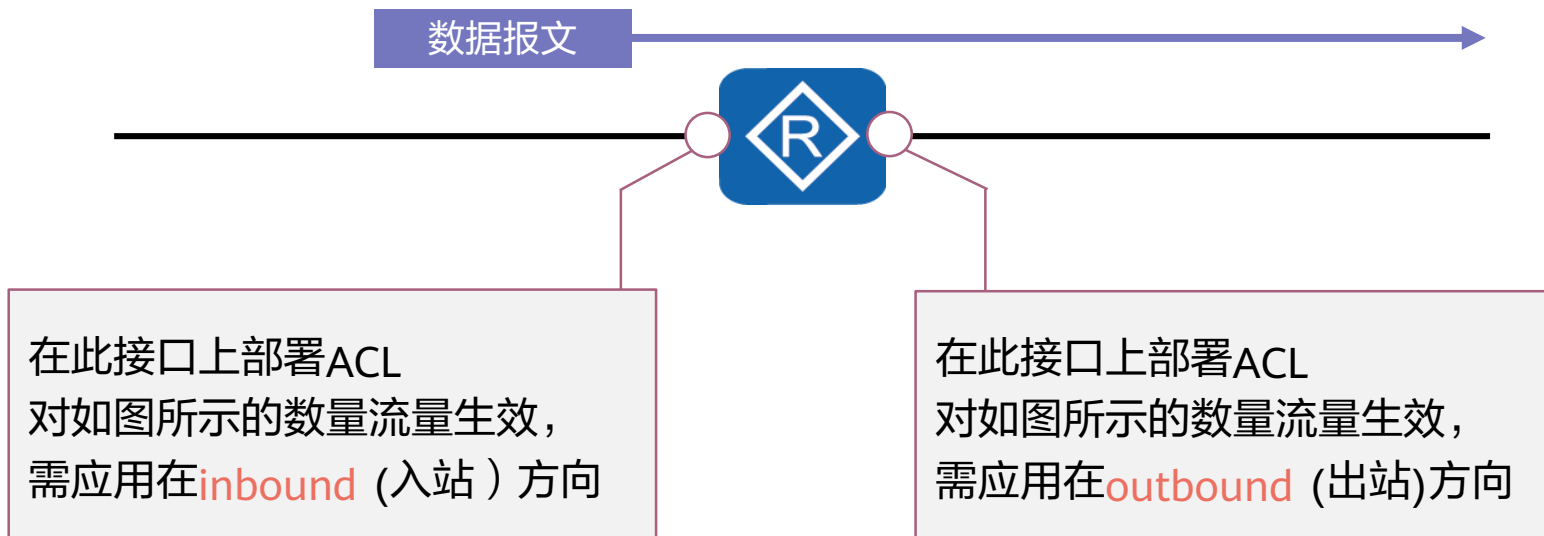 数据报文
R
在此接口上部署ACL
对如图所示的数量流量生效，
需应用在inbound (入站 ) 方向
在此接口上部署ACL
对如图所示的数量流量生效，
需应用在outbound (出站)方向